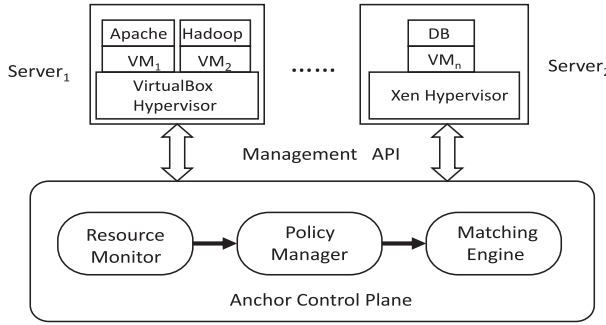 Apache Hadoop DB
Server₁ VM₁ VM₂ ...... VMₙ Server₂
VirtualBox
Hypervisor
Xen Hypervisor
Management API
Resource
Monitor
Policy
Manager
Matching
Engine
Anchor Control Plane